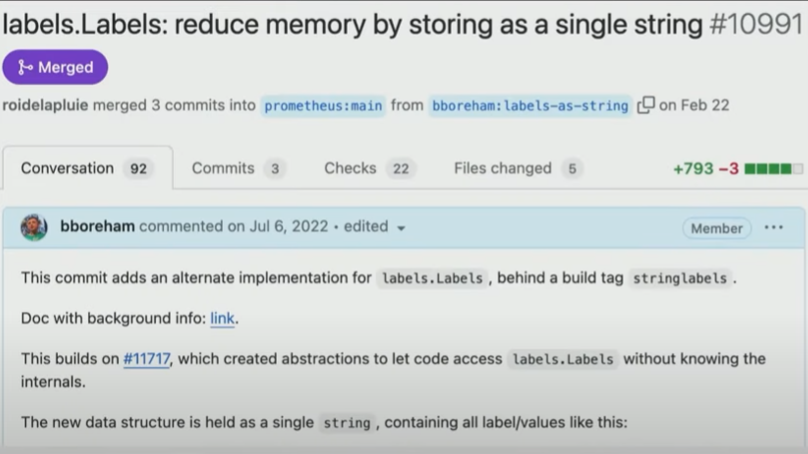 labels.Labels: reduce memory by storing as a single string #10991
Merged
roidelapluie merged 3 commits into prometheus:main from bboreham:labels-as-string on Feb 22
Conversation 92 Commits 3 Checks 22 Files changed 5 +793 −3
bboreham commented on Jul 6, 2022 • edited Member ...
This commit adds an alternate implementation for labels.Labels , behind a build tag stringlabels .
Doc with background info: link.
This builds on #11717, which created abstractions to let code access labels.Labels without knowing the
internals.
The new data structure is held as a single string , containing all label/values like this: